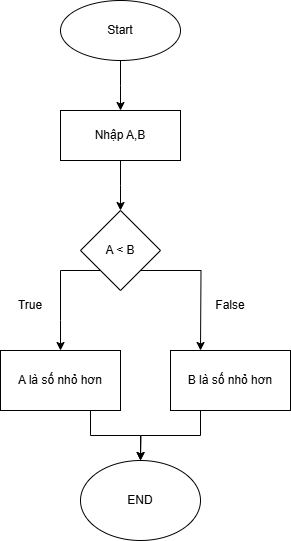 Start
Nhập A,B
A < B
True
False
A là số nhỏ hơn
B là số nhỏ hơn
END